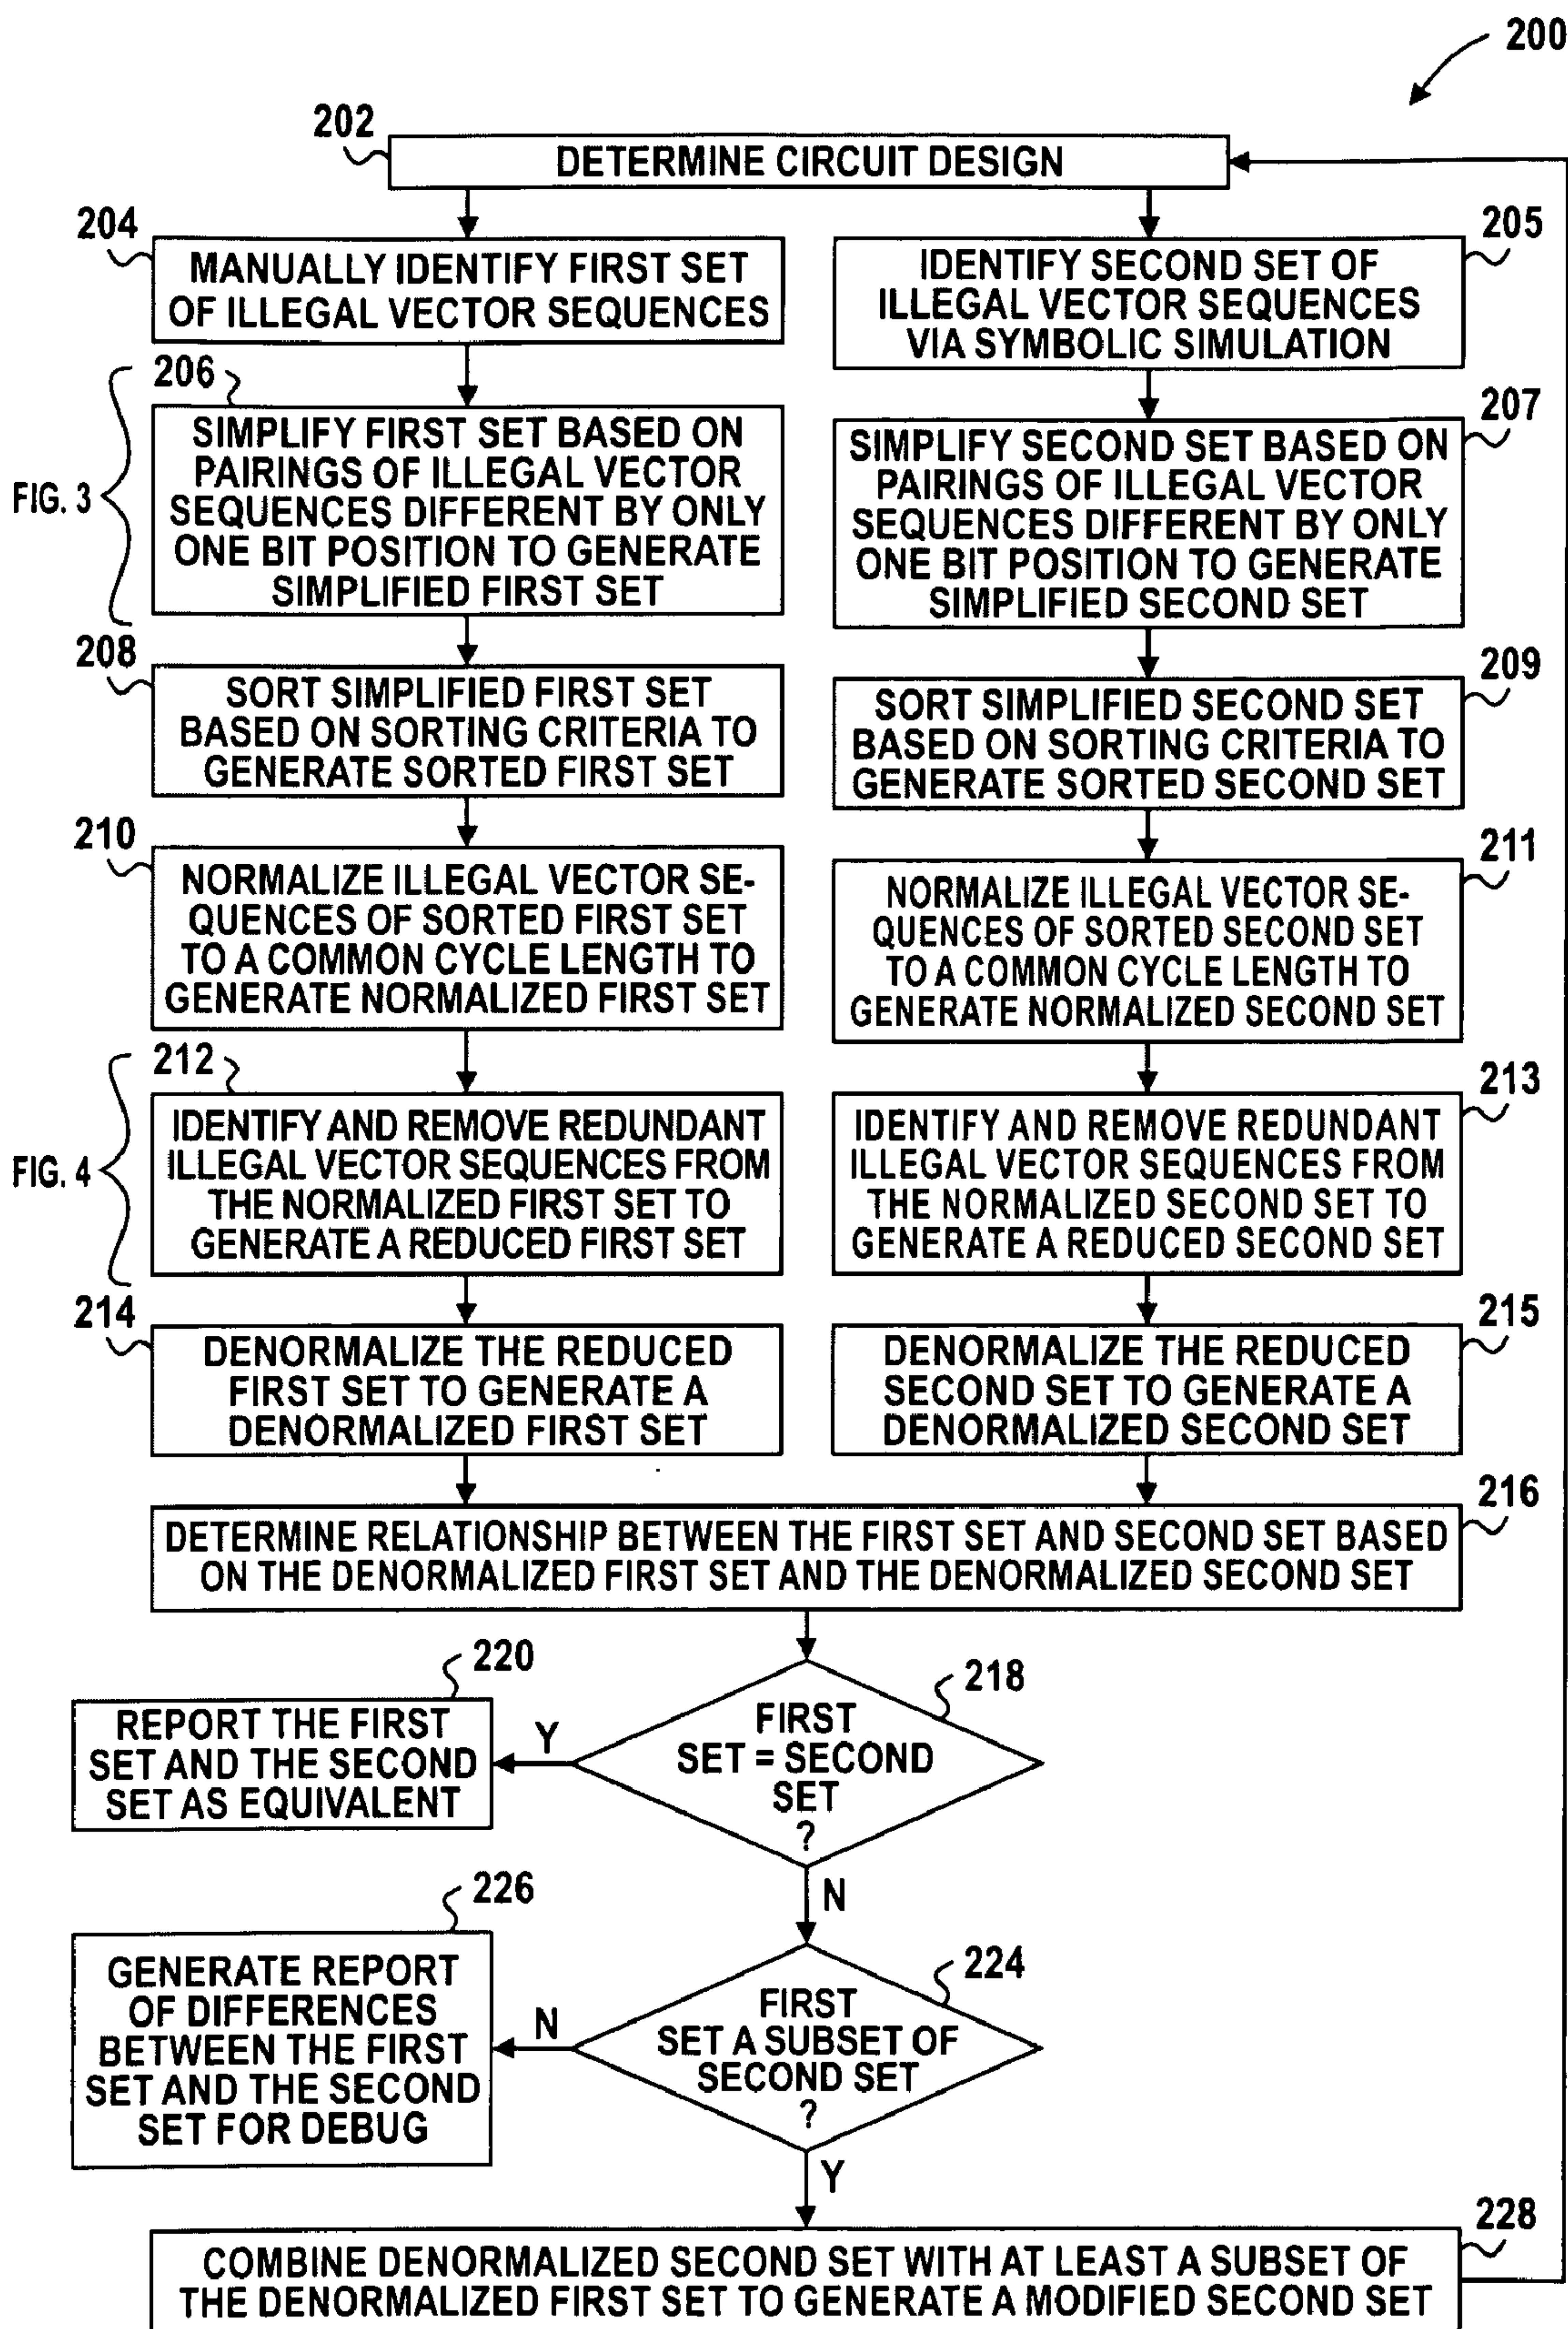 200
202
DETERMINE CIRCUIT DESIGN
204
MANUALLY IDENTIFY FIRST SET
OF ILLEGAL VECTOR SEQUENCES
205
IDENTIFY SECOND SET OF
ILLEGAL VECTOR SEQUENCES
VIA SYMBOLIC SIMULATION
FIG. 3
206
SIMPLIFY FIRST SET BASED ON
PAIRINGS OF ILLEGAL VECTOR
SEQUENCES DIFFERENT BY ONLY
ONE BIT POSITION TO GENERATE
SIMPLIFIED FIRST SET
207
SIMPLIFY SECOND SET BASED ON
PAIRINGS OF ILLEGAL VECTOR
SEQUENCES DIFFERENT BY ONLY
ONE BIT POSITION TO GENERATE
SIMPLIFIED SECOND SET
208
SORT SIMPLIFIED FIRST SET
BASED ON SORTING CRITERIA TO
GENERATE SORTED FIRST SET
209
SORT SIMPLIFIED SECOND SET
BASED ON SORTING CRITERIA TO
GENERATE SORTED SECOND SET
210
NORMALIZE ILLEGAL VECTOR SE-
QUENCES OF SORTED FIRST SET
TO A COMMON CYCLE LENGTH TO
GENERATE NORMALIZED FIRST SET
211
NORMALIZE ILLEGAL VECTOR SE-
QUENCES OF SORTED SECOND SET
TO A COMMON CYCLE LENGTH TO
GENERATE NORMALIZED SECOND SET
FIG. 4
212
IDENTIFY AND REMOVE REDUNDANT
ILLEGAL VECTOR SEQUENCES FROM
THE NORMALIZED FIRST SET TO
GENERATE A REDUCED FIRST SET
213
IDENTIFY AND REMOVE REDUNDANT
ILLEGAL VECTOR SEQUENCES FROM
THE NORMALIZED SECOND SET TO
GENERATE A REDUCED SECOND SET
214
DENORMALIZE THE REDUCED
FIRST SET TO GENERATE A
DENORMALIZED FIRST SET
215
DENORMALIZE THE REDUCED
SECOND SET TO GENERATE A
DENORMALIZED SECOND SET
216
DETERMINE RELATIONSHIP BETWEEN THE FIRST SET AND SECOND SET BASED
ON THE DENORMALIZED FIRST SET AND THE DENORMALIZED SECOND SET
218
FIRST
SET = SECOND
SET
?
Y
220
REPORT THE FIRST
SET AND THE SECOND
SET AS EQUIVALENT
N
224
FIRST
SET A SUBSET OF
SECOND SET
?
N
226
GENERATE REPORT
OF DIFFERENCES
BETWEEN THE FIRST
SET AND THE SECOND
SET FOR DEBUG
Y
228
COMBINE DENORMALIZED SECOND SET WITH AT LEAST A SUBSET OF
THE DENORMALIZED FIRST SET TO GENERATE A MODIFIED SECOND SET